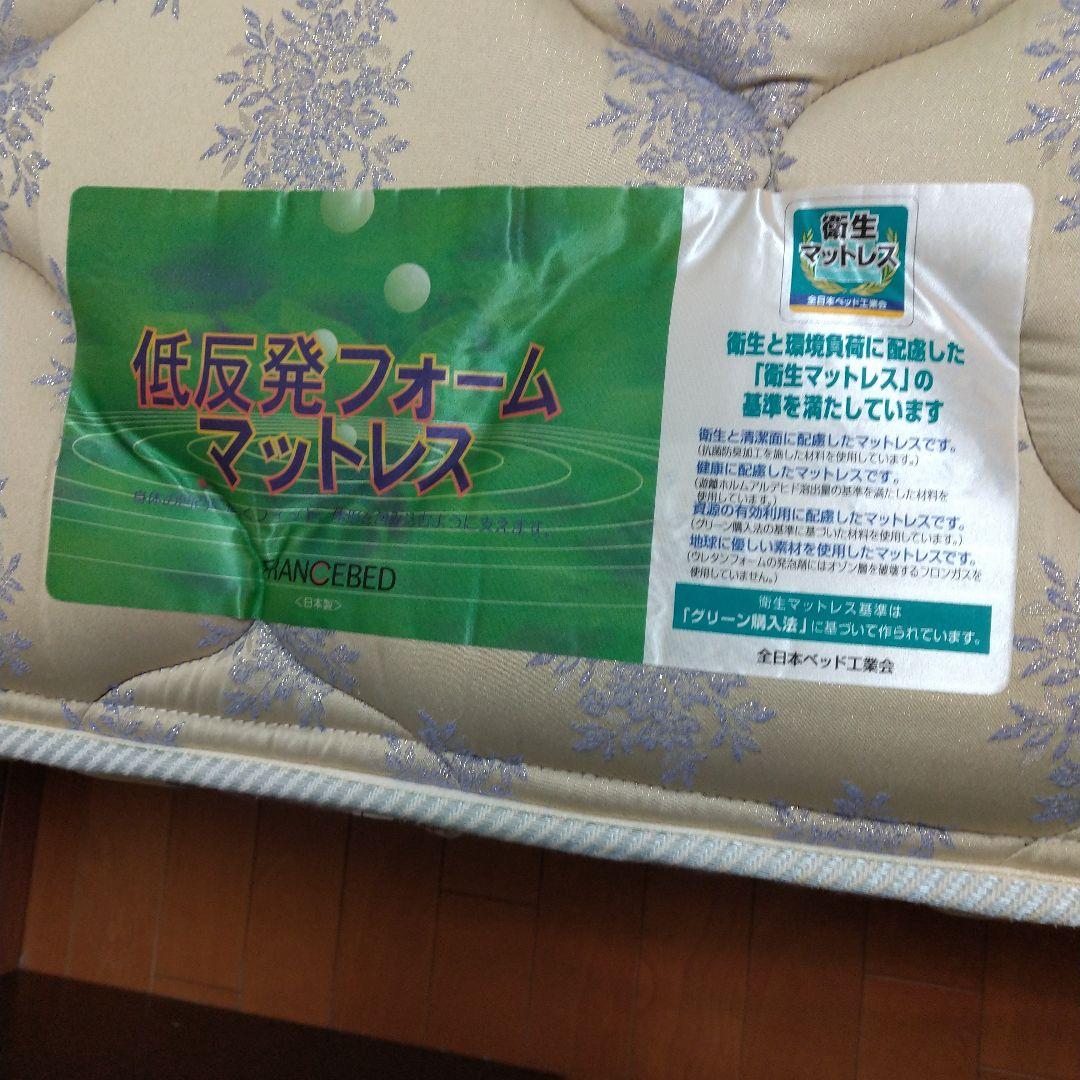 低反発フォーム
マットレス
FRANCEBED
〈日本製〉
衛生
マットレス
全日本ベッド工業会
衛生と環境負荷に配慮した
「衛生マットレス」の
基準を満たしています
衛生と清潔面に配慮したマットレスです。
(抗菌防臭加工を施した材料を使用しています。)
健康に配慮したマットレスです。
(遊離ホルムアルデヒド溶出量の基準を満たした材料を
使用しています。)
資源の有効利用に配慮したマットレスです。
(グリーン購入法の基準に基づいた材料を使用しています。)
地球に優しい素材を使用したマットレスです。
(ウレタンフォームの発泡剤にはオゾン層を破壊するフロンガスを
使用していません。)
衛生マットレス基準は
「グリーン購入法」に基づいて作られています。
全日本ベッド工業会